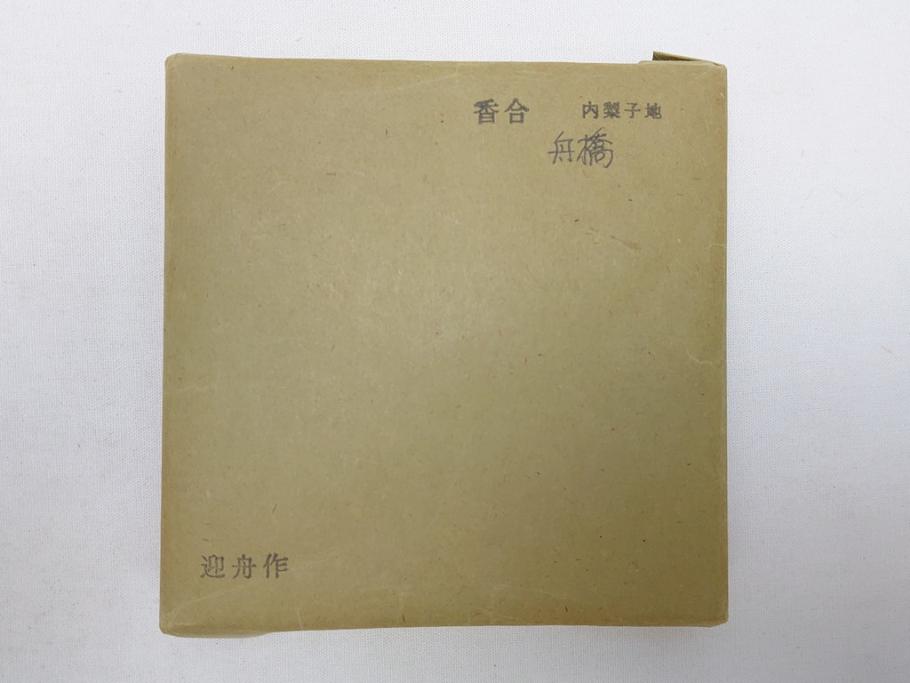 香合 内梨子地
舟橋
迎舟作